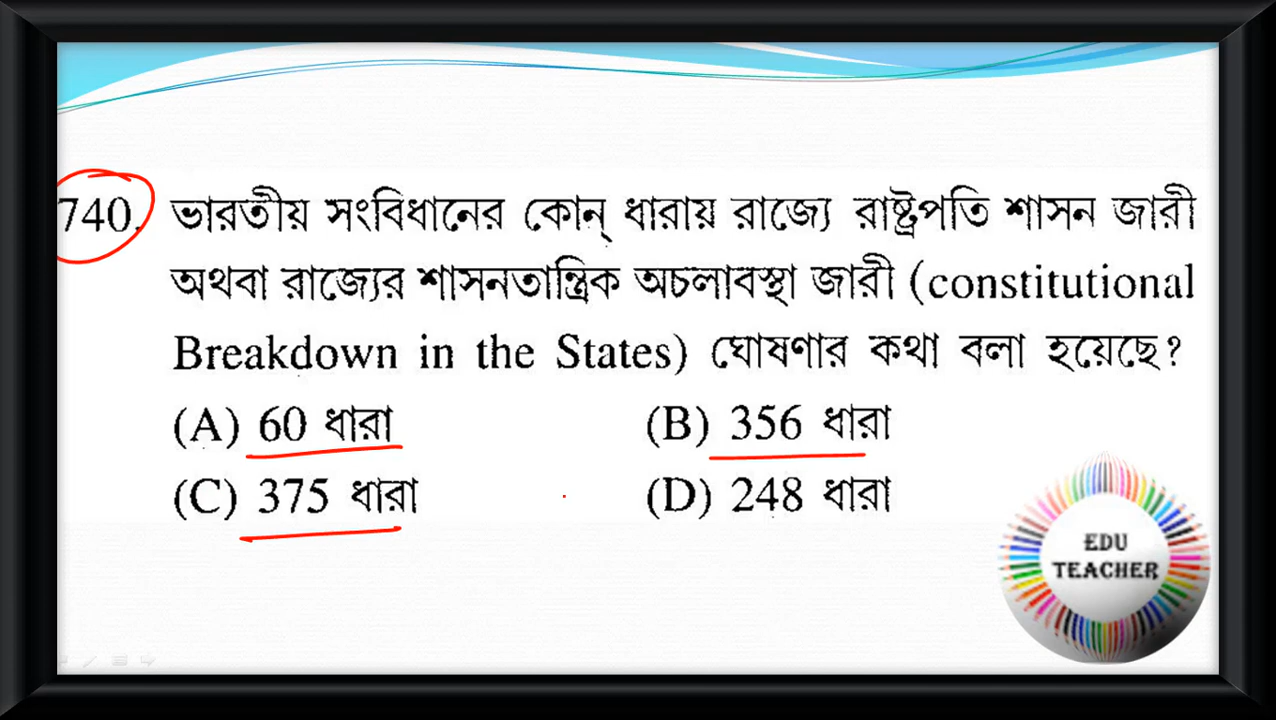 740. ভারতীয় সংবিধানের কোন্ ধারায় রাজ্যে রাষ্ট্রপতি শাসন জারী
অথবা রাজ্যের শাসনতান্ত্রিক অচলাবস্থা জারী (constitutional
Breakdown in the States) ঘোষণার কথা বলা হয়েছে?
(A) 60 ধারা (B) 356 ধারা
(C) 375 ধারা (D) 248 ধারা
EDU
TEACHER